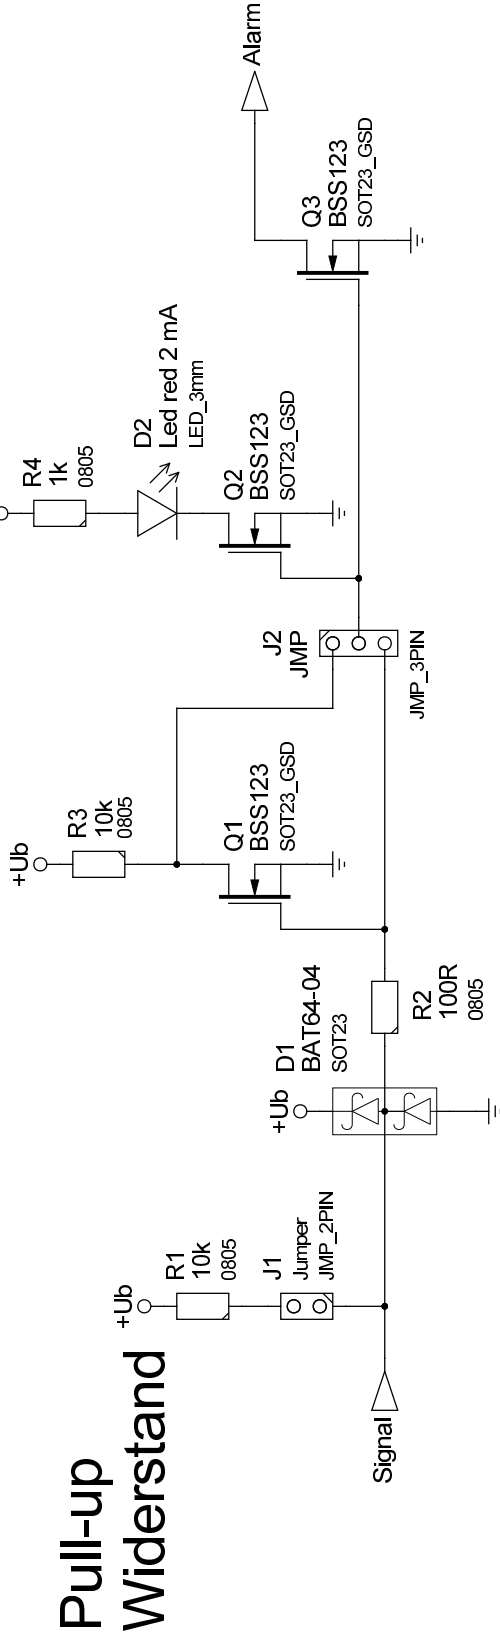 Pull-up
Widerstand
Signal
+Ub
R1
10k
0805
J1
Jumper
JMP_2PIN
+Ub
D1
BAT64-04
SOT23
R2
100R
0805
+Ub
R3
10k
0805
Q1
BSS123
SOT23_GSD
J2
JMP
JMP_3PIN
R4
1k
0805
D2
Led red 2 mA
LED_3mm
Q2
BSS123
SOT23_GSD
Q3
BSS123
SOT23_GSD
Alarm